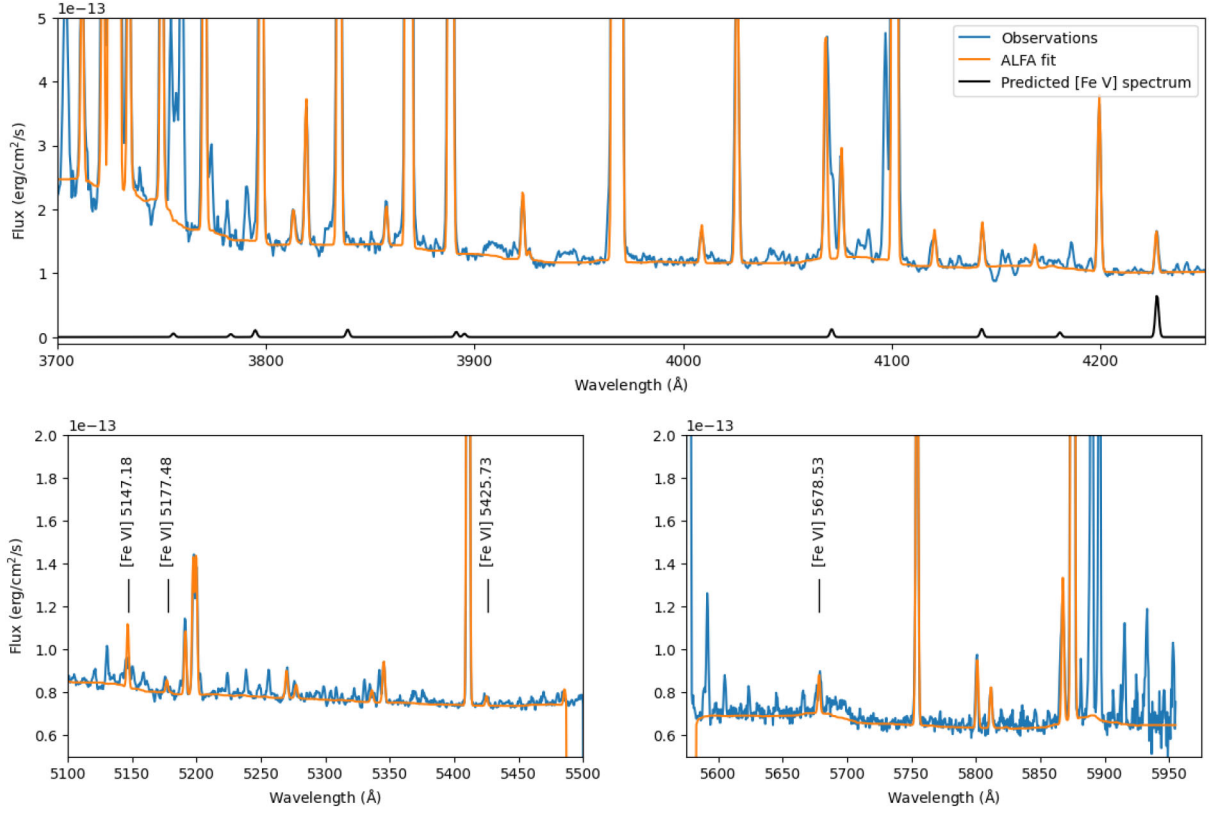 1e−13
5
4
3
2
1
0
Flux (erg/cm²/s)
Observations
ALFA fit
Predicted [Fe V] spectrum
3700 3800 3900 4000 4100 4200
Wavelength (Å)
1e−13
2.0
1.8
1.6
1.4
1.2
1.0
0.8
0.6
Flux (erg/cm²/s)
[Fe VI] 5147.18
[Fe VI] 5177.48
[Fe VI] 5425.73
5100 5150 5200 5250 5300 5350 5400 5450 5500
Wavelength (Å)
1e−13
2.0
1.8
1.6
1.4
1.2
1.0
0.8
0.6
[Fe VI] 5678.53
5600 5650 5700 5750 5800 5850 5900 5950
Wavelength (Å)